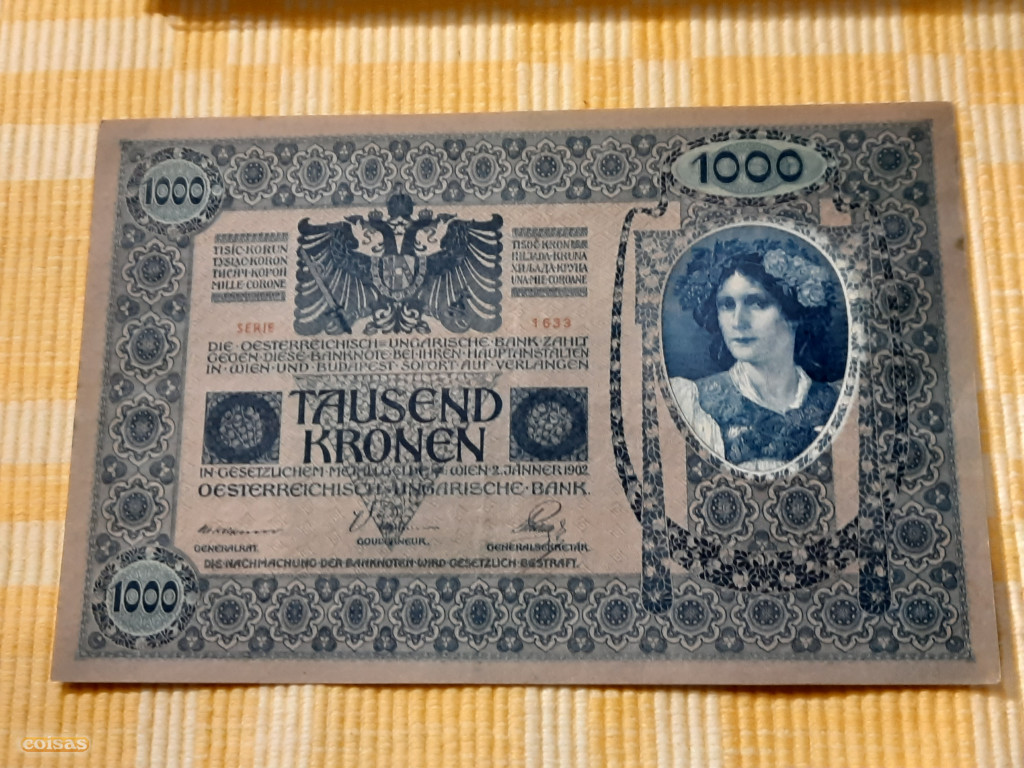 1000
1000
TISÍC·KORUN
TYSIĄC·KORON
ТИСЯЧ·КОРОН
MILLE·CORONE
TISOČ·KRON
HILJADA·KRUNA
ХИЉАДА·КРУНА
UNA·MIE·COROANE
SERIE
1633
DIE·OESTERREICHISCH=UNGARISCHE·BANK·ZAHLT
GEGEN·DIESE·BANKNOTE·BEI·IHREN·HAUPTANSTALTEN
IN·WIEN·UND·BUDAPEST·SOFORT·AUF·VERLANGEN
TAUSEND
KRONEN
IN·GESETZLICHEM·METALLGELDE·WIEN·2.JÄNNER·1902
OESTERREICHISCH=UNGARISCHE·BANK.
GENERALRAT.
GOUVERNEUR.
GENERALSEKRETÄR.
DIE·NACHMACHUNG·DER·BANKNOTEN·WIRD·GESETZLICH·BESTRAFT.
1000
coisas